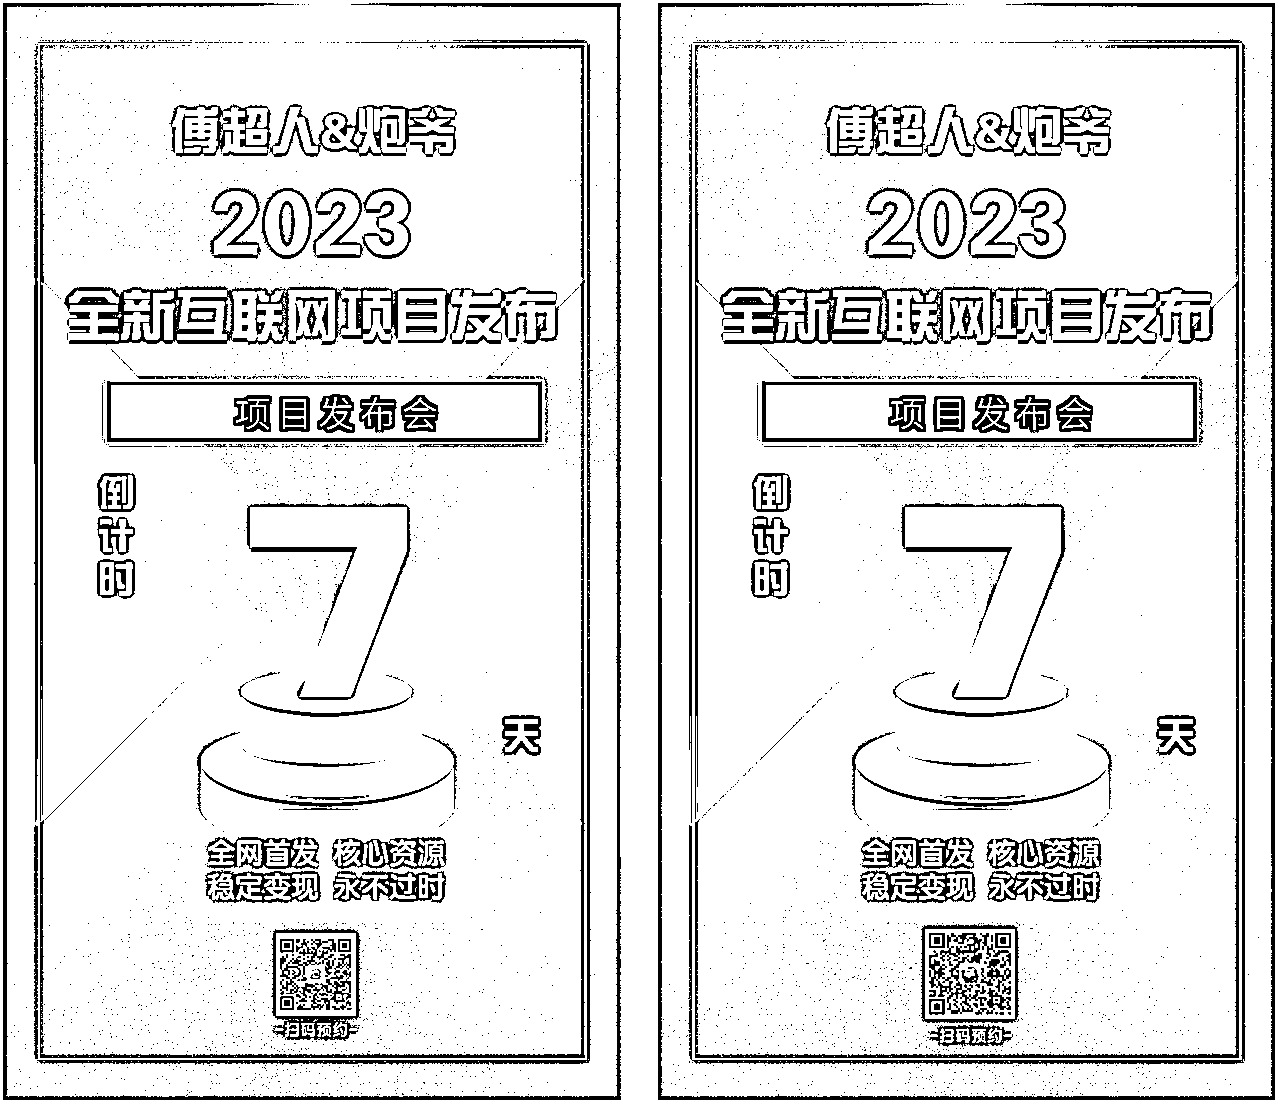 傅超人&炮爷
2023
全新互联网项目发布
项目发布会
倒计时
7
天
全网首发 核心资源
稳定变现 永不过时
扫码预约
傅超人&炮爷
2023
全新互联网项目发布
项目发布会
倒计时
7
天
全网首发 核心资源
稳定变现 永不过时
扫码预约